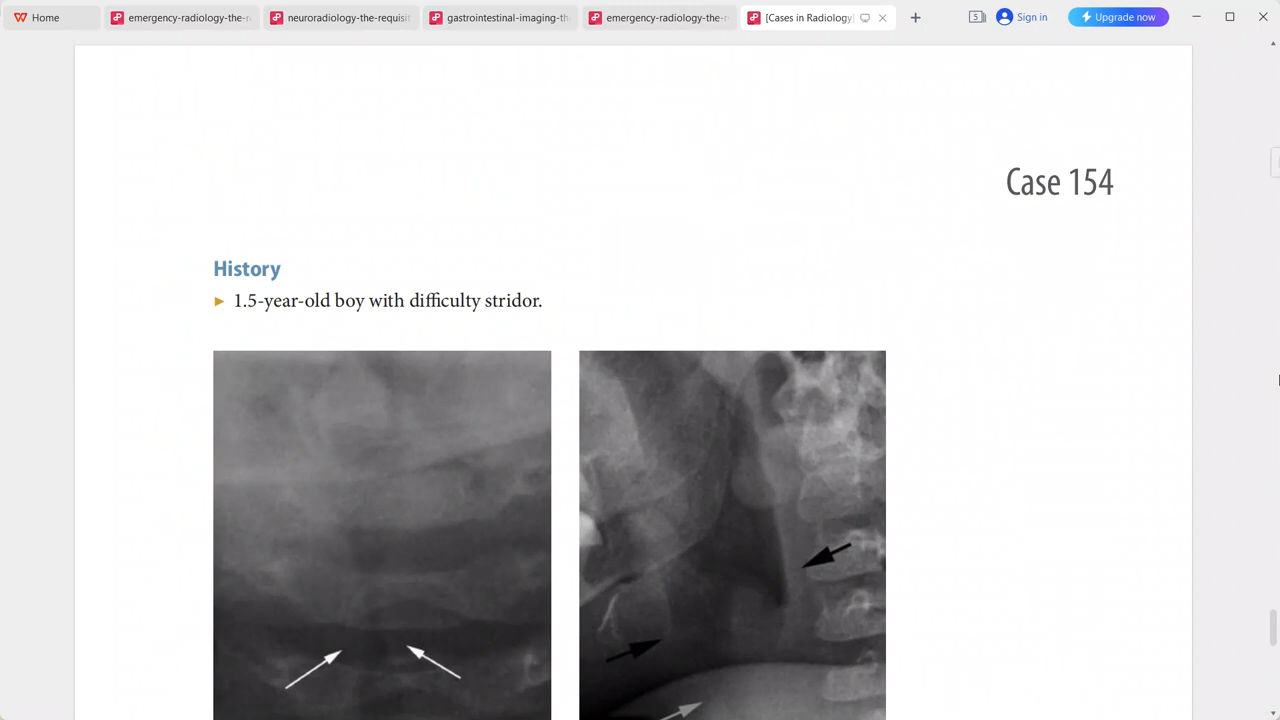 Home
emergency-radiology-the-r
neuroradiology-the-requisit
gastrointestinal-imaging-th
emergency-radiology-the-r
[Cases in Radiology]
5
Sign in
Upgrade now
Case 154
History
► 1.5-year-old boy with difficulty stridor.